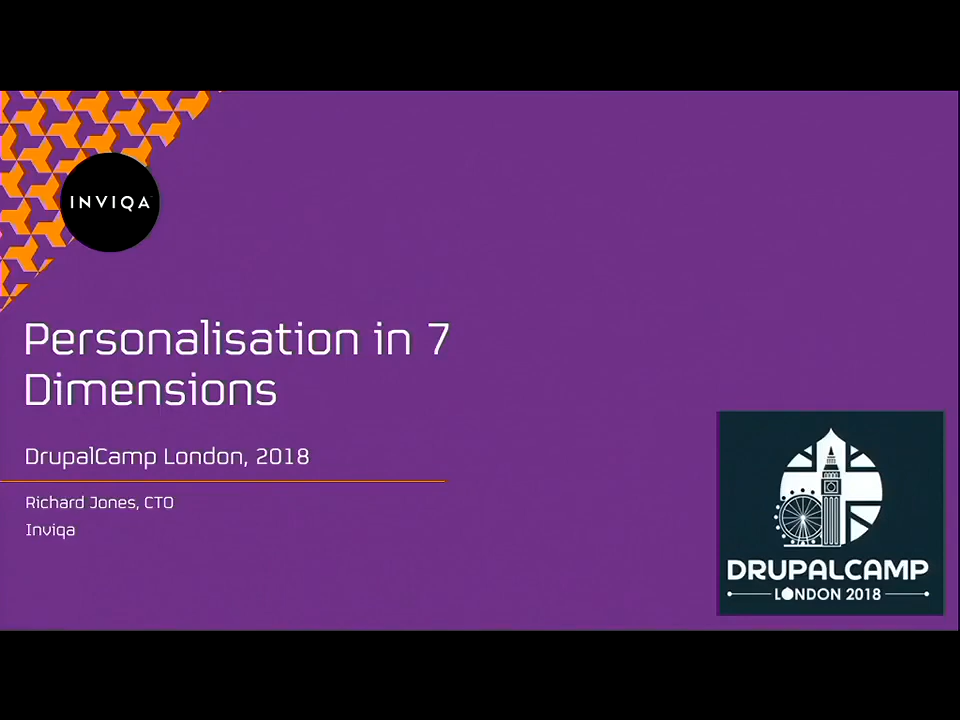 INVIQA
Personalisation in 7
Dimensions
DrupalCamp London, 2018
Richard Jones, CTO
Inviqa
DRUPALCAMP
LONDON 2018